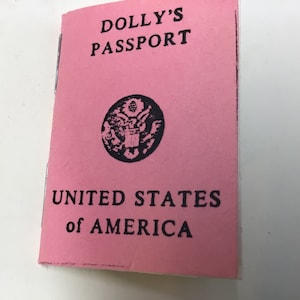 DOLLY'S
PASSPORT
UNITED STATES
of AMERICA